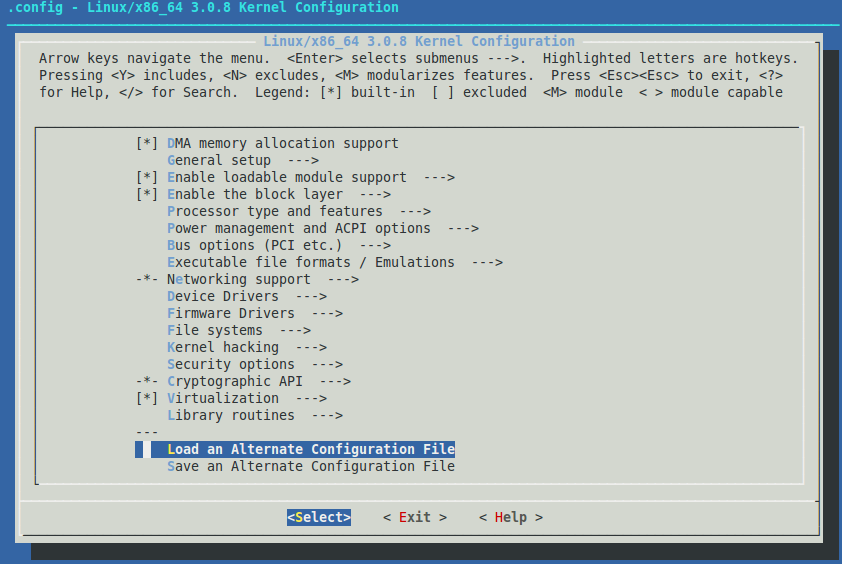 .config - Linux/x86_64 3.0.8 Kernel Configuration
Linux/x86_64 3.0.8 Kernel Configuration
Arrow keys navigate the menu.  <Enter> selects submenus --->.  Highlighted letters are hotkeys.
Pressing <Y> includes, <N> excludes, <M> modularizes features.  Press <Esc><Esc> to exit, <?>
for Help, </> for Search.  Legend: [*] built-in  [ ] excluded  <M> module  < > module capable
[*] DMA memory allocation support
General setup  --->
[*] Enable loadable module support  --->
[*] Enable the block layer  --->
Processor type and features  --->
Power management and ACPI options  --->
Bus options (PCI etc.)  --->
Executable file formats / Emulations  --->
-*- Networking support  --->
Device Drivers  --->
Firmware Drivers  --->
File systems  --->
Kernel hacking  --->
Security options  --->
-*- Cryptographic API  --->
[*] Virtualization  --->
Library routines  --->
---
Load an Alternate Configuration File
Save an Alternate Configuration File
<Select>    < Exit >    < Help >